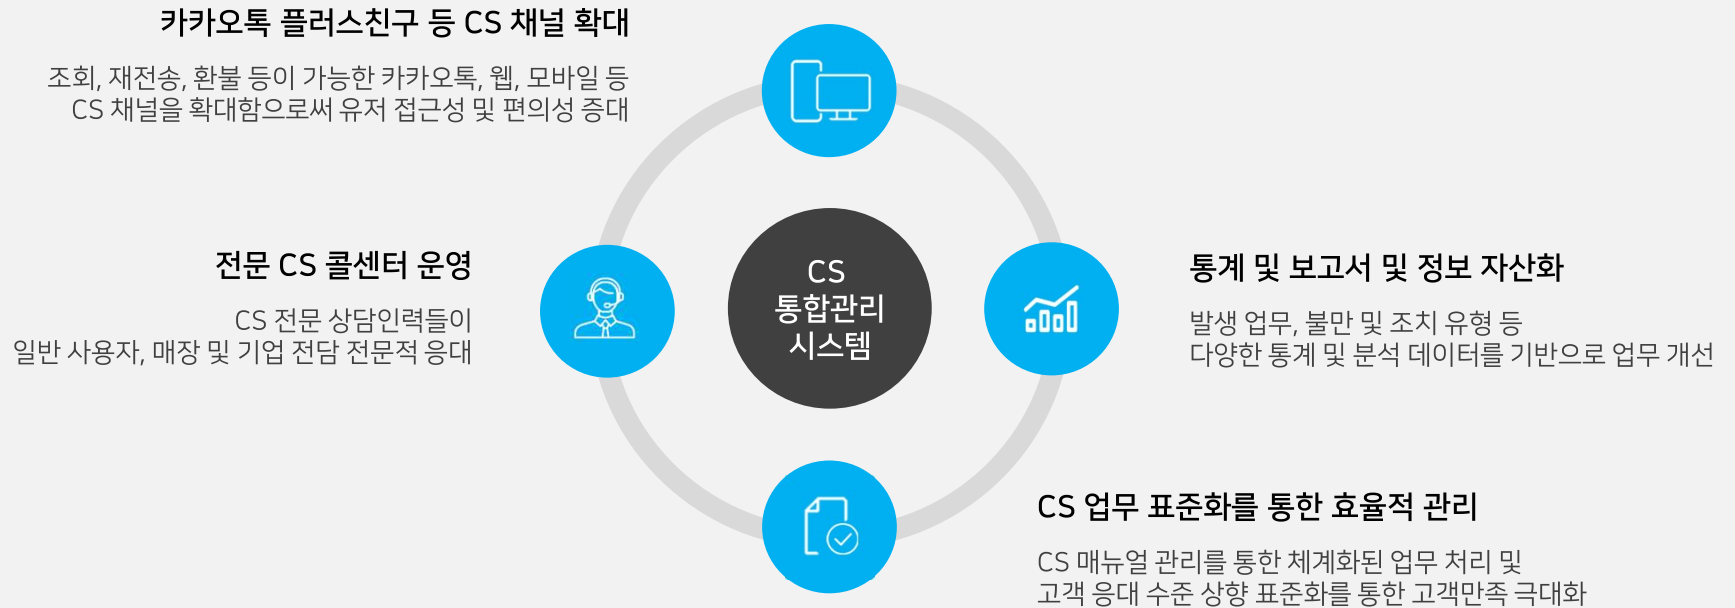 카카오톡 플러스친구 등 CS 채널 확대
조회, 재전송, 환불 등이 가능한 카카오톡, 웹, 모바일 등
CS 채널을 확대함으로써 유저 접근성 및 편의성 증대
전문 CS 콜센터 운영
CS 전문 상담인력들이
일반 사용자, 매장 및 기업 전담 전문적 응대
CS
통합관리
시스템
통계 및 보고서 및 정보 자산화
발생 업무, 불만 및 조치 유형 등
다양한 통계 및 분석 데이터를 기반으로 업무 개선
CS 업무 표준화를 통한 효율적 관리
CS 매뉴얼 관리를 통한 체계화된 업무 처리 및
고객 응대 수준 상향 표준화를 통한 고객만족 극대화